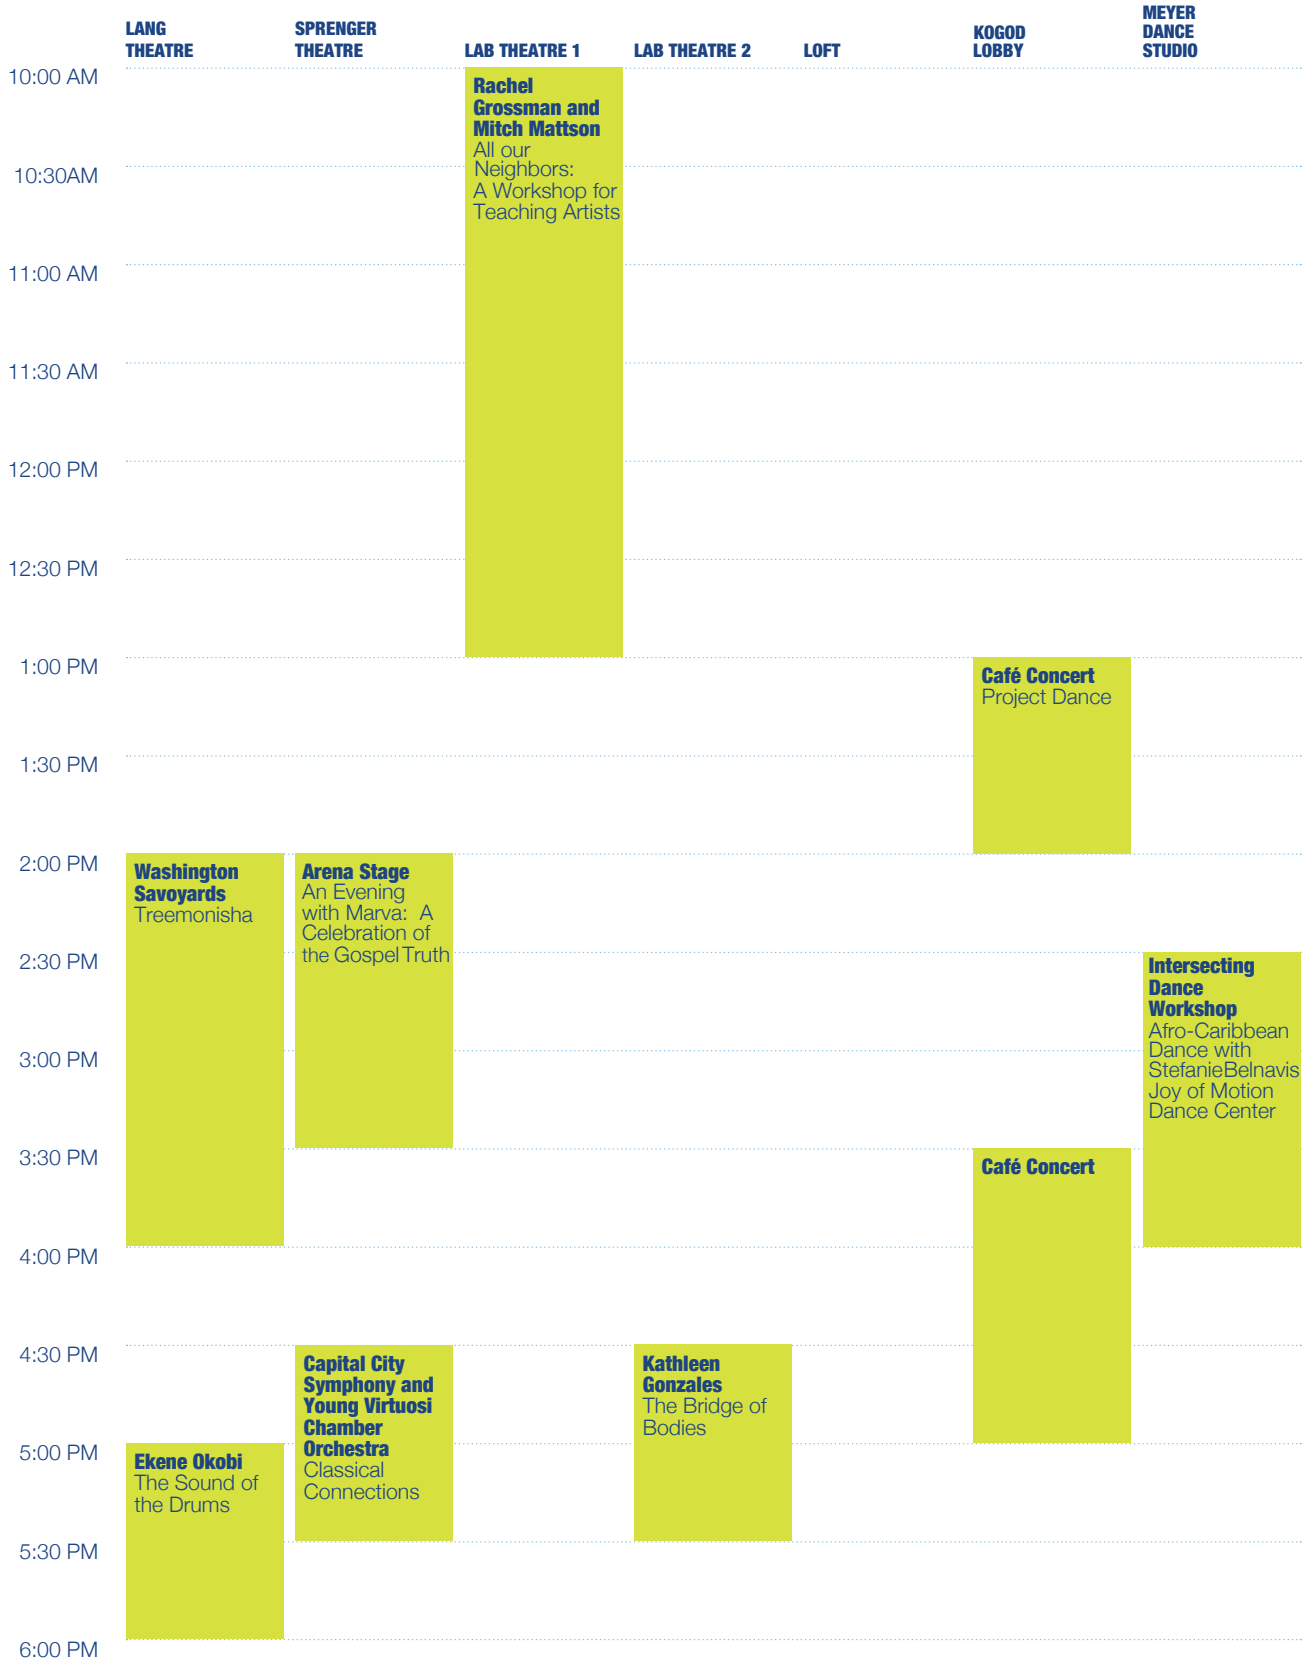 LANG
THEATRE
SPRENGER
THEATRE
LAB THEATRE 1
LAB THEATRE 2
LOFT
KOGOD
LOBBY
MEYER
DANCE
STUDIO
10:00 AM
Rachel
Grossman and
Mitch Mattson
All our
Neighbors:
A Workshop for
Teaching Artists
10:30AM
11:00 AM
11:30 AM
12:00 PM
12:30 PM
1:00 PM
Café Concert
Project Dance
1:30 PM
2:00 PM
Washington
Savoyards
Treemonisha
Arena Stage
An Evening
with Marva: A
Celebration of
the Gospel Truth
2:30 PM
Intersecting
Dance
Workshop
Afro-Caribbean
Dance with
Stefanie Belnavis
Joy of Motion
Dance Center
3:00 PM
3:30 PM
Café Concert
4:00 PM
4:30 PM
Capital City
Symphony and
Young Virtuosi
Chamber
Orchestra
Classical
Connections
Kathleen
Gonzales
The Bridge of
Bodies
5:00 PM
Ekene Okobi
The Sound of
the Drums
5:30 PM
6:00 PM